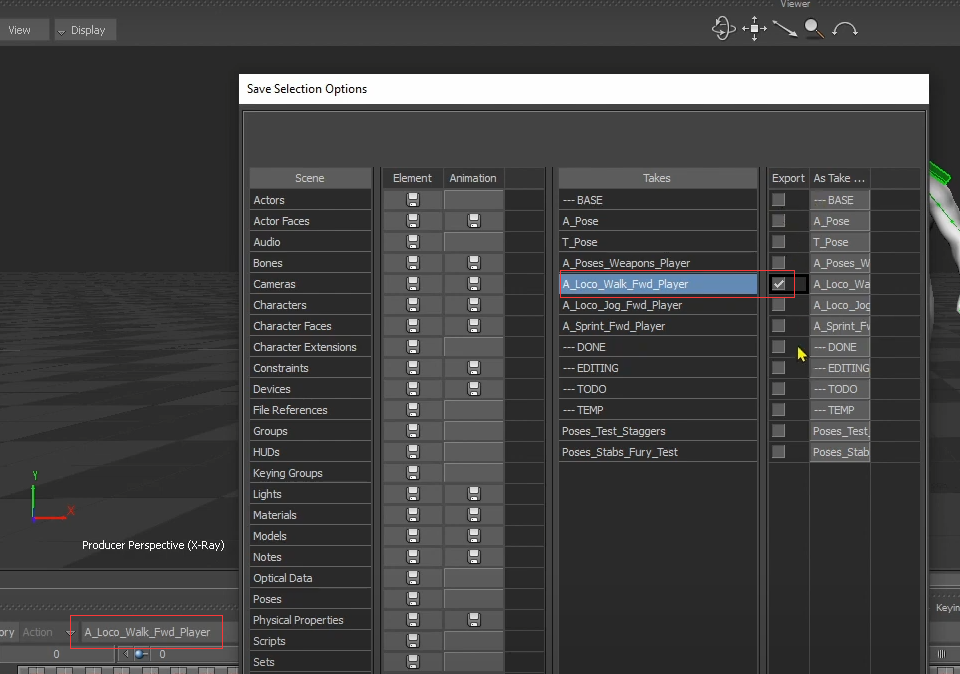 Viewer
View
Display
Save Selection Options
Scene Element Animation Takes Export As Take ...
Actors --- BASE --- BASE
Actor Faces A_Pose A_Pose
Audio T_Pose T_Pose
Bones A_Poses_Weapons_Player A_Poses_W
Cameras A_Loco_Walk_Fwd_Player A_Loco_Wa
Characters A_Loco_Jog_Fwd_Player A_Loco_Jog
Character Faces A_Sprint_Fwd_Player A_Sprint_Fw
Character Extensions --- DONE --- DONE
Constraints --- EDITING --- EDITING
Devices --- TODO --- TODO
File References --- TEMP --- TEMP
Groups Poses_Test_Staggers Poses_Test_
HUDs Poses_Stabs_Fury_Test Poses_Stab
Keying Groups
Y
Lights
X
Materials
Models
Producer Perspective (X-Ray)
Notes
Optical Data
Poses
Keyin
Physical Properties
ory Action A_Loco_Walk_Fwd_Player
Scripts
0 0
Sets